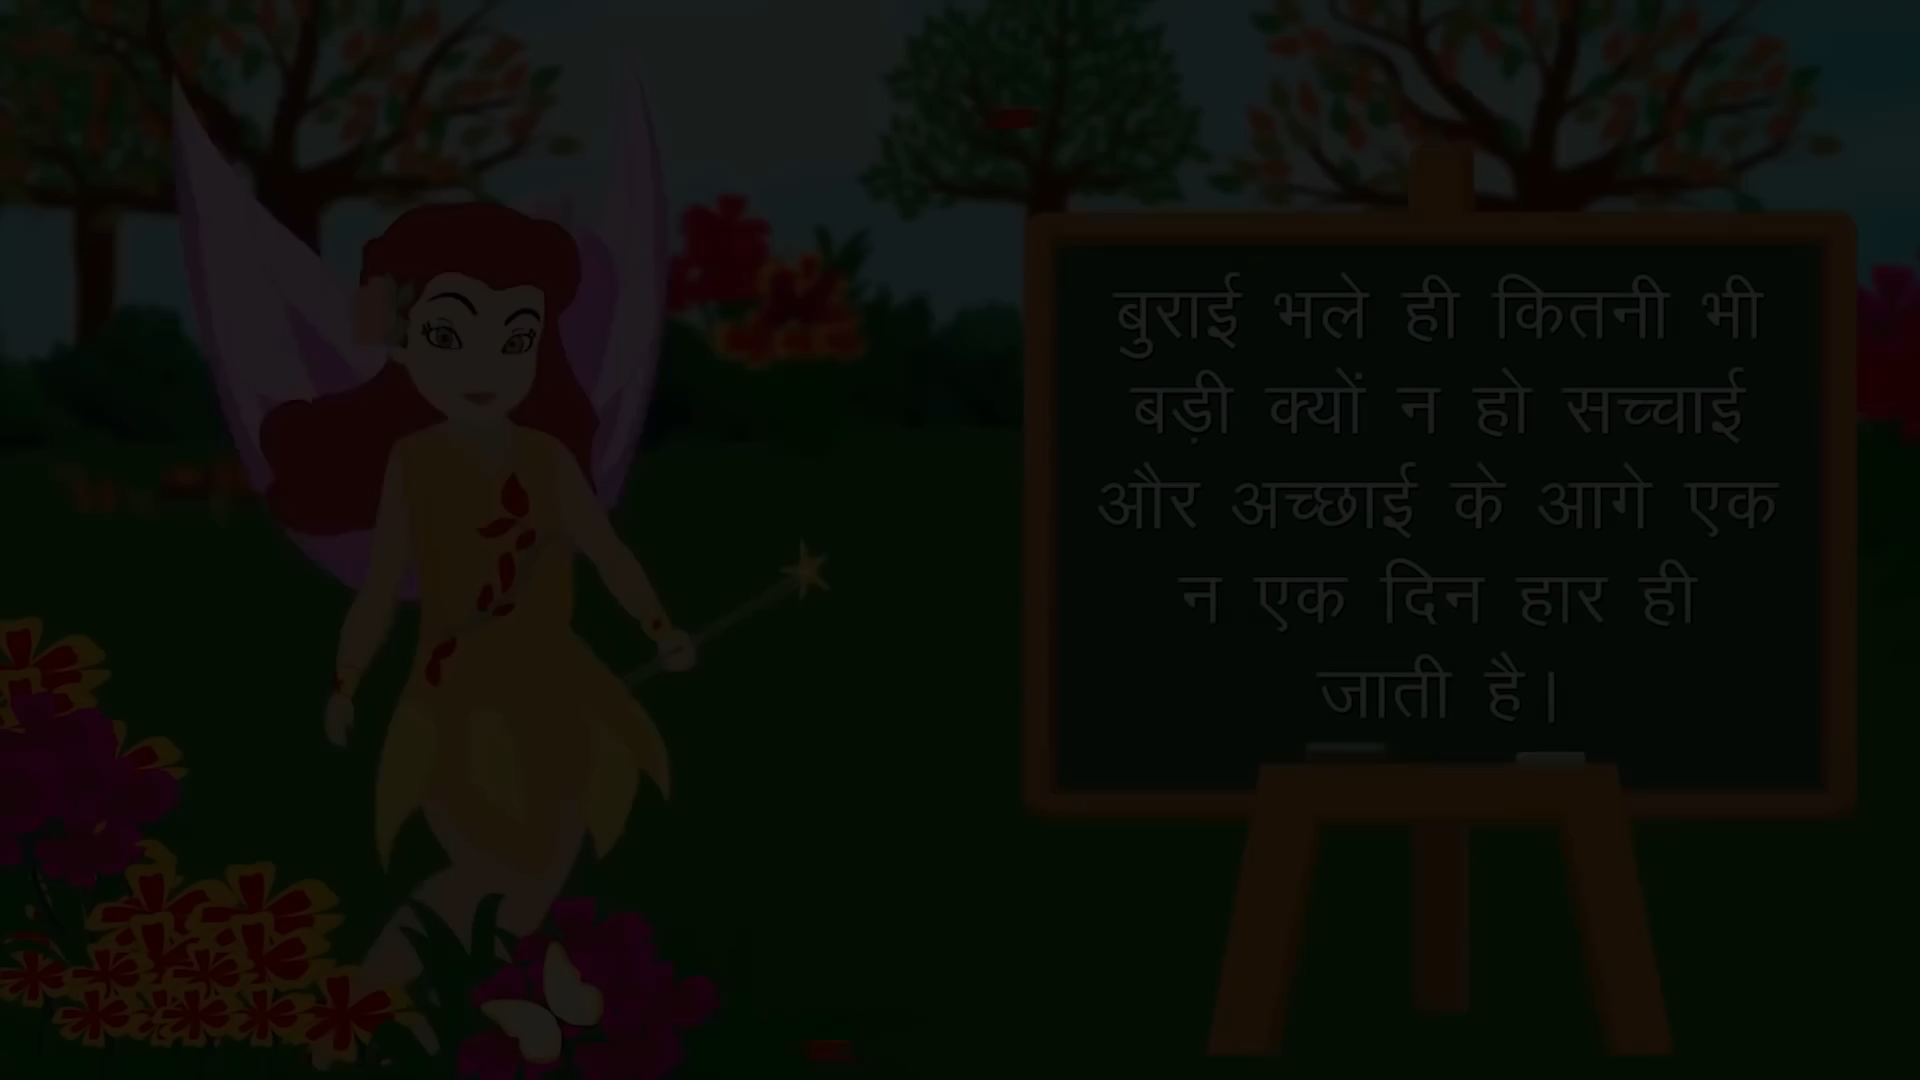 बुराई भले ही कितनी भी
बड़ी क्यों न हो सच्चाई
और अच्छाई के आगे एक
न एक दिन हार ही
जाती है।